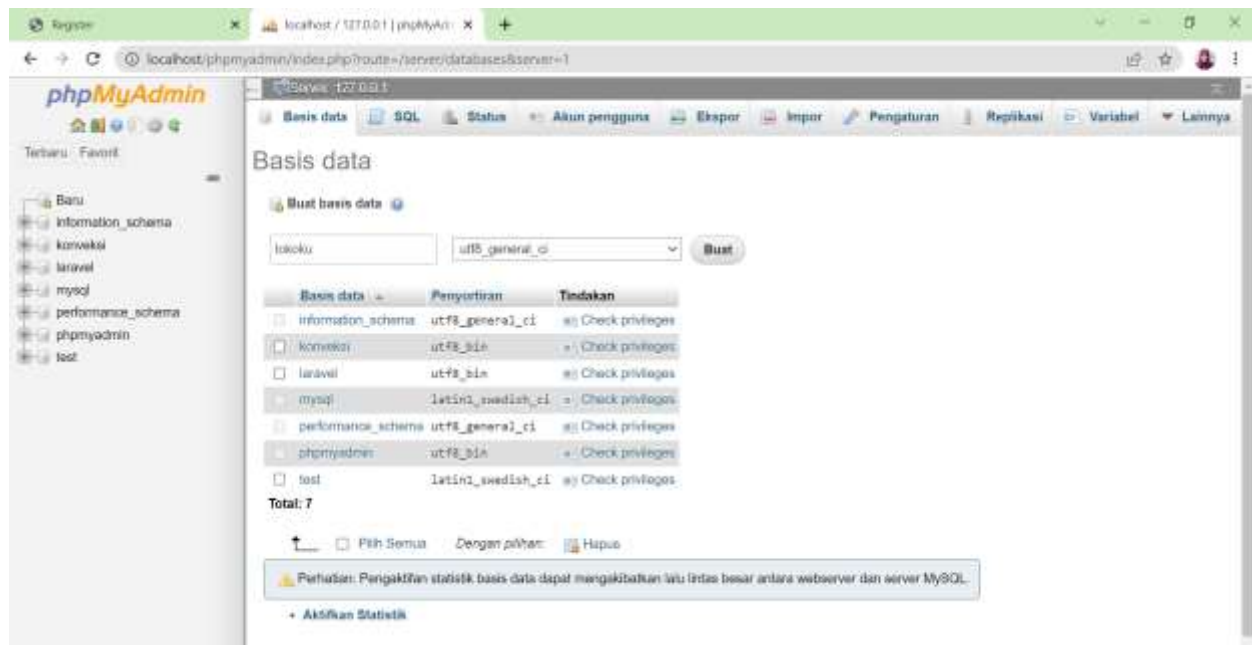 Register
localhost / 127.0.0.1 | phpMyAdm
localhost/phpmyadmin/index.php?route=/server/databases&server=1
phpMyAdmin
Terbaru Favorit
Baru
information_schema
konveksi
laravel
mysql
performance_schema
phpmyadmin
test
Server: 127.0.0.1
Basis data SQL Status Akun pengguna Ekspor Impor Pengaturan Replikasi Variabel Lainnya
Basis data
Buat basis data
tokoku utf8_general_ci Buat
Basis data Penyortiran Tindakan
information_schema utf8_general_ci Check privileges
konveksi utf8_bin Check privileges
laravel utf8_bin Check privileges
mysql latin1_swedish_ci Check privileges
performance_schema utf8_general_ci Check privileges
phpmyadmin utf8_bin Check privileges
test latin1_swedish_ci Check privileges
Total: 7
Pilih Semua Dengan pilihan: Hapus
Perhatian: Pengaktifan statistik basis data dapat mengakibatkan lalu lintas besar antara webserver dan server MySQL.
Aktifkan Statistik